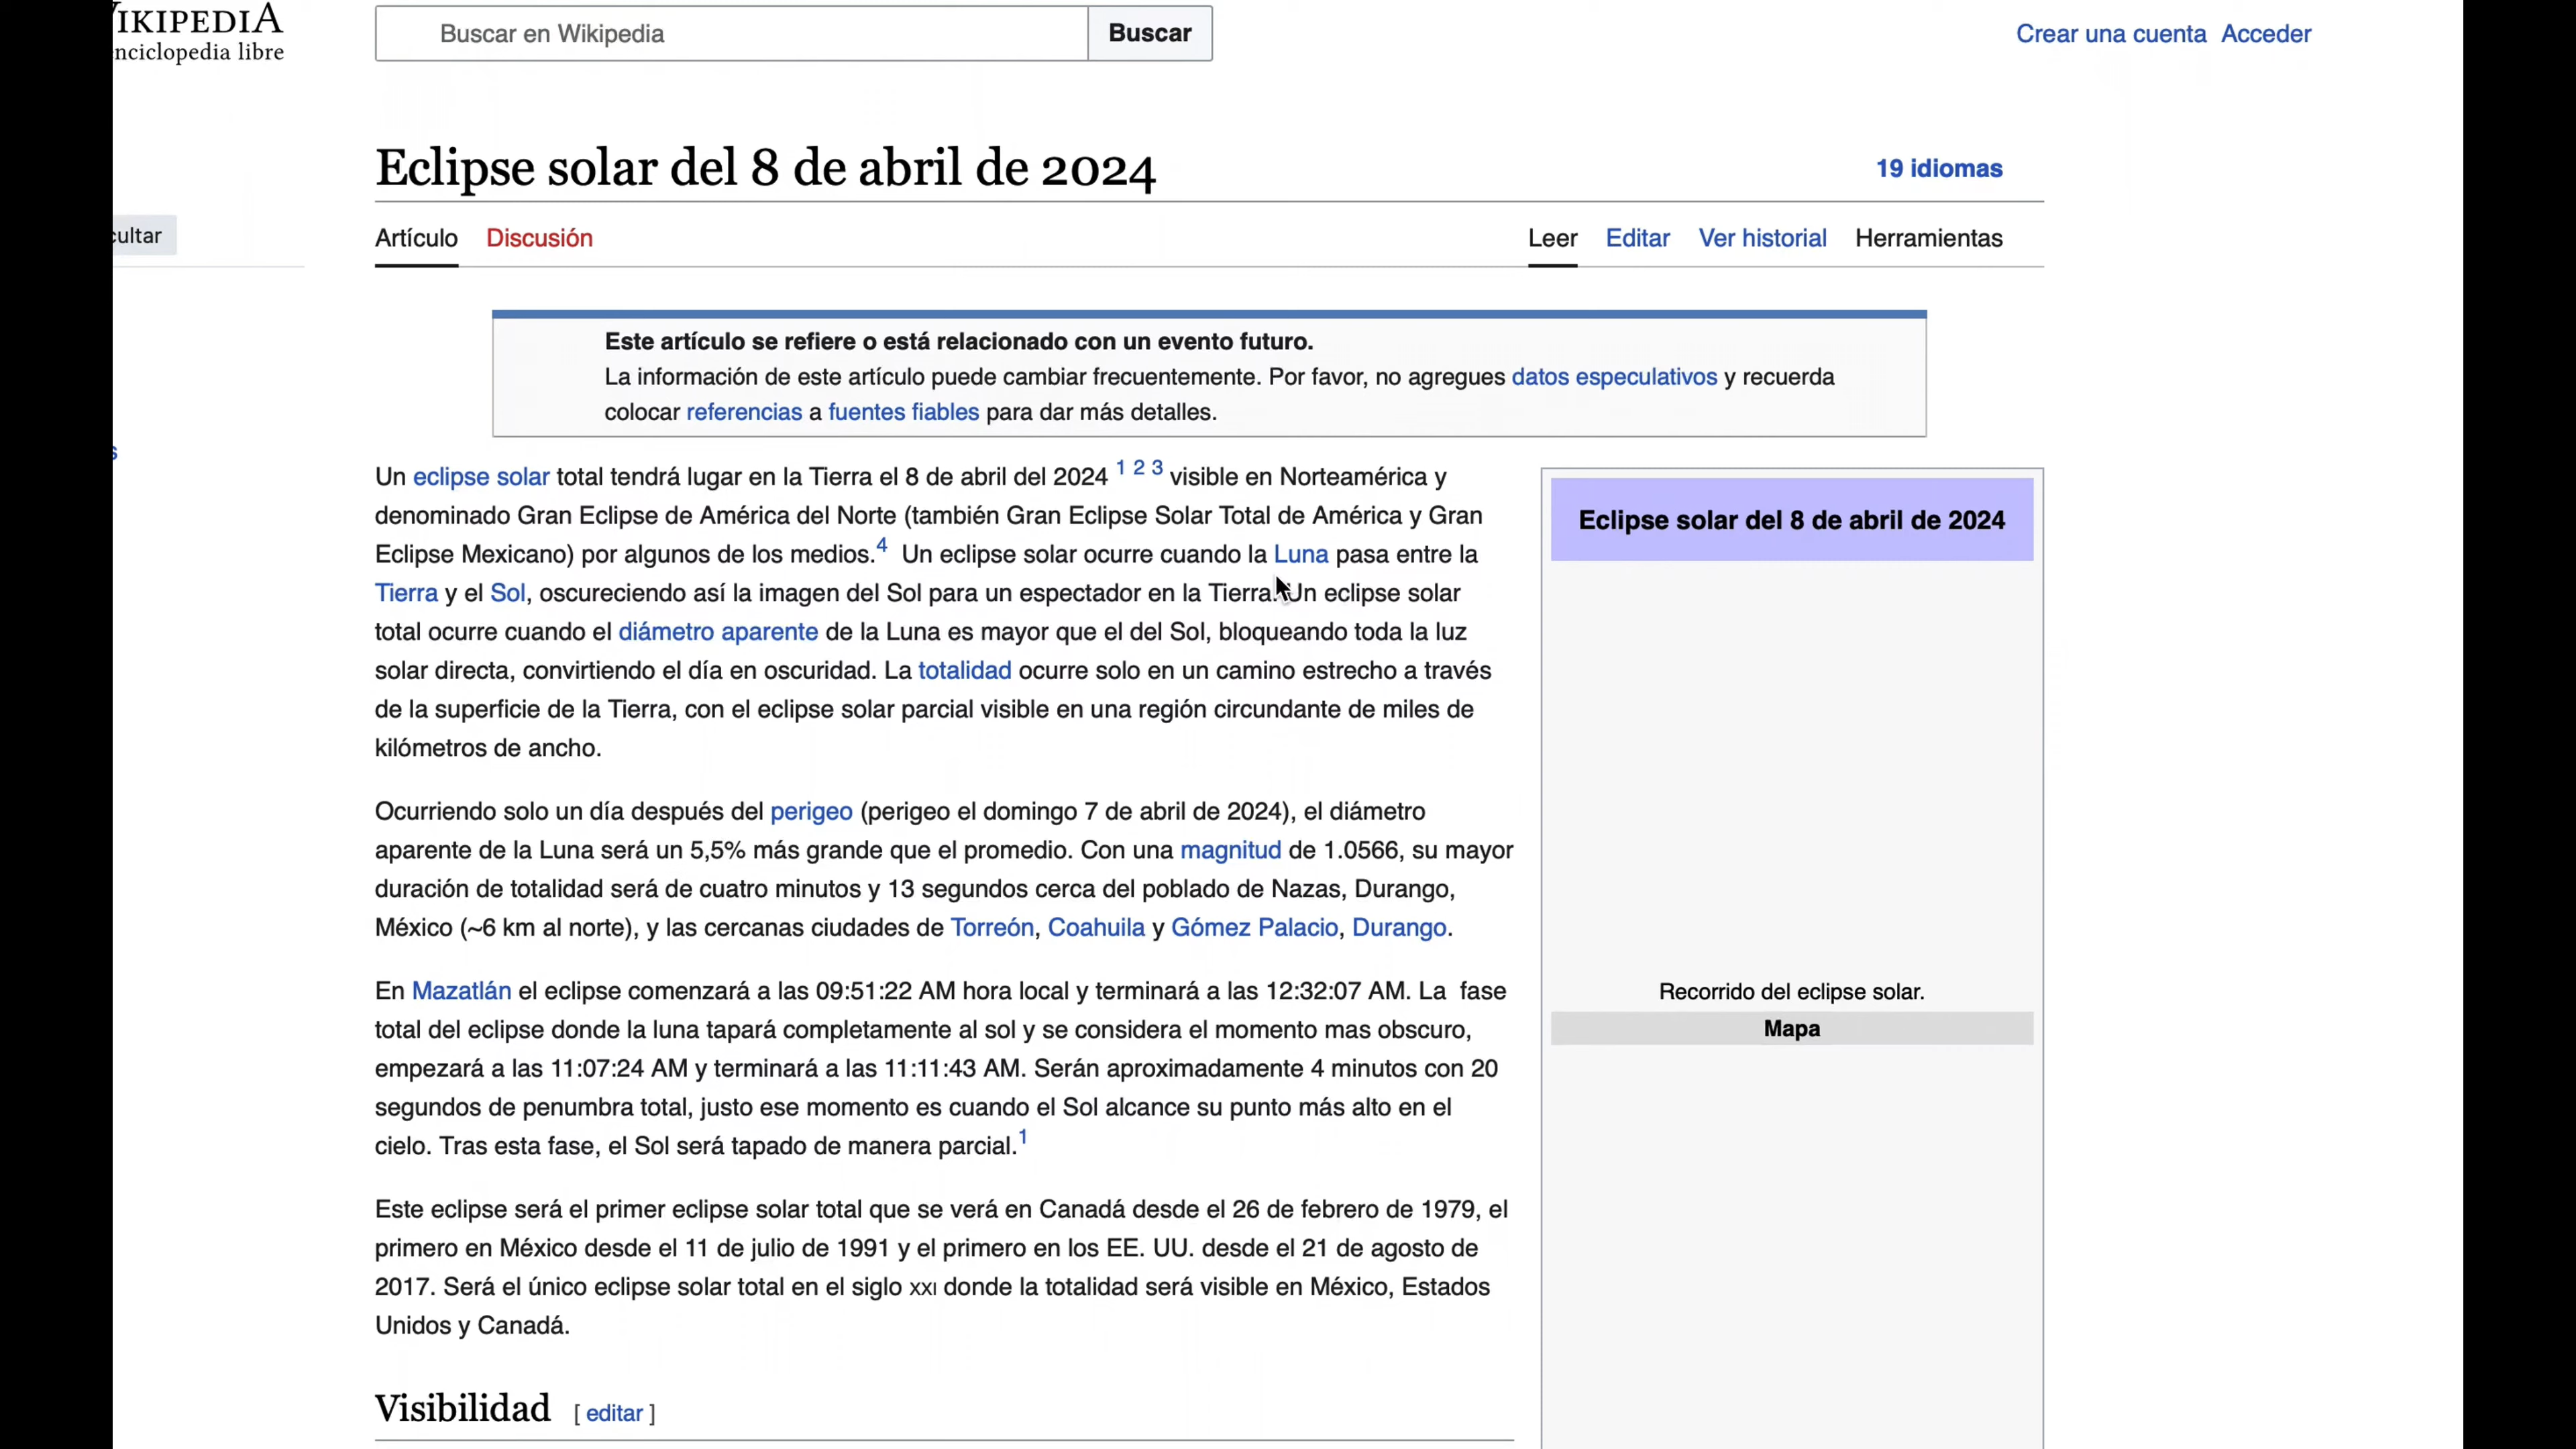 WIKIPEDIA
enciclopedia libre
Buscar en Wikipedia
Buscar
Crear una cuenta Acceder
Eclipse solar del 8 de abril de 2024
19 idiomas
cultar
Artículo Discusión
Leer Editar Ver historial Herramientas
Este artículo se refiere o está relacionado con un evento futuro.
La información de este artículo puede cambiar frecuentemente. Por favor, no agregues datos especulativos y recuerda
colocar referencias a fuentes fiables para dar más detalles.
Un eclipse solar total tendrá lugar en la Tierra el 8 de abril del 2024 1 2 3 visible en Norteamérica y
denominado Gran Eclipse de América del Norte (también Gran Eclipse Solar Total de América y Gran
Eclipse Mexicano) por algunos de los medios.4 Un eclipse solar ocurre cuando la Luna pasa entre la
Tierra y el Sol, oscureciendo así la imagen del Sol para un espectador en la Tierra. Un eclipse solar
total ocurre cuando el diámetro aparente de la Luna es mayor que el del Sol, bloqueando toda la luz
solar directa, convirtiendo el día en oscuridad. La totalidad ocurre solo en un camino estrecho a través
de la superficie de la Tierra, con el eclipse solar parcial visible en una región circundante de miles de
kilómetros de ancho.
Ocurriendo solo un día después del perigeo (perigeo el domingo 7 de abril de 2024), el diámetro
aparente de la Luna será un 5,5% más grande que el promedio. Con una magnitud de 1.0566, su mayor
duración de totalidad será de cuatro minutos y 13 segundos cerca del poblado de Nazas, Durango,
México (~6 km al norte), y las cercanas ciudades de Torreón, Coahuila y Gómez Palacio, Durango.
En Mazatlán el eclipse comenzará a las 09:51:22 AM hora local y terminará a las 12:32:07 AM. La fase
total del eclipse donde la luna tapará completamente al sol y se considera el momento mas obscuro,
empezará a las 11:07:24 AM y terminará a las 11:11:43 AM. Serán aproximadamente 4 minutos con 20
segundos de penumbra total, justo ese momento es cuando el Sol alcance su punto más alto en el
cielo. Tras esta fase, el Sol será tapado de manera parcial.1
Este eclipse será el primer eclipse solar total que se verá en Canadá desde el 26 de febrero de 1979, el
primero en México desde el 11 de julio de 1991 y el primero en los EE. UU. desde el 21 de agosto de
2017. Será el único eclipse solar total en el siglo XXI donde la totalidad será visible en México, Estados
Unidos y Canadá.
Visibilidad [ editar ]
Eclipse solar del 8 de abril de 2024
Recorrido del eclipse solar.
Mapa